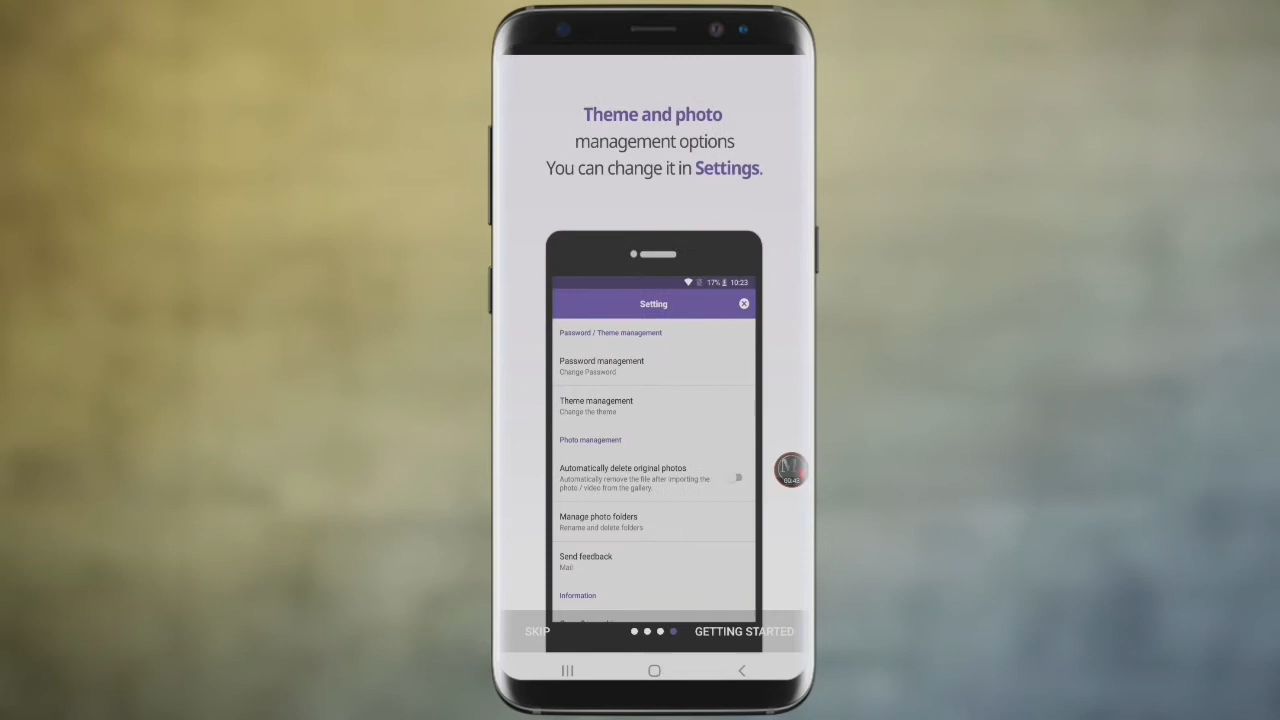 Theme and photo
management options
You can change it in Settings.
17% 10:23
Setting
Password / Theme management
Password management
Change Password
Theme management
Change the theme
Photo management
Automatically delete original photos
Automatically remove the file after importing the
photo / video from the gallery.
Manage photo folders
Rename and delete folders
Send feedback
Mail
Information
SKIP
GETTING STARTED
M
00:43